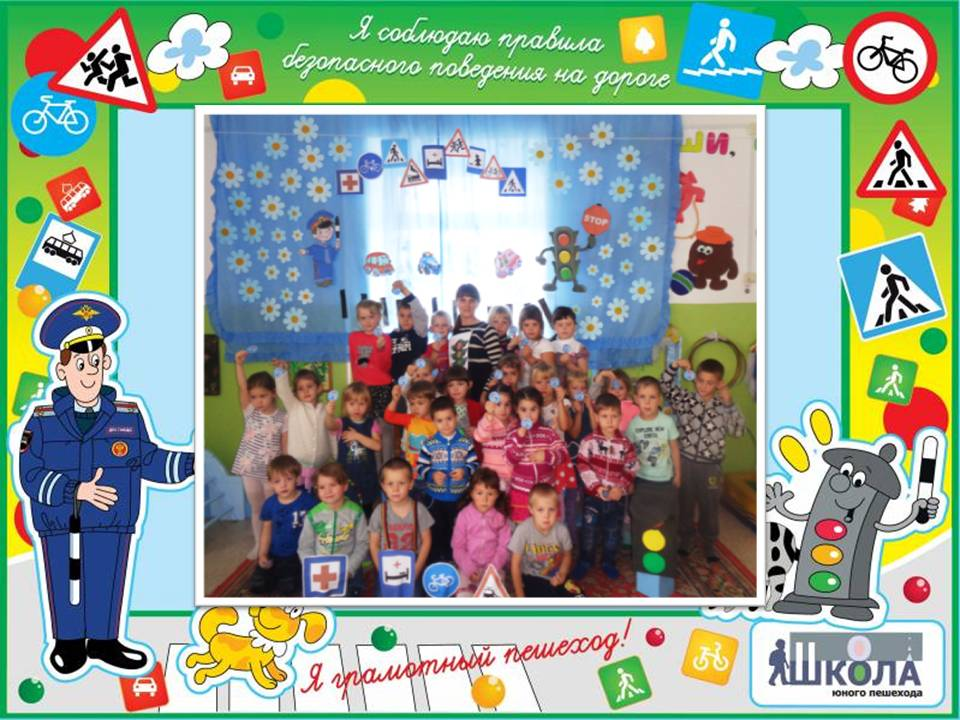 Я соблюдаю правила
безопасного поведения на дороге
STOP
Я грамотный пешеход!
ШКОЛА
юного пешехода